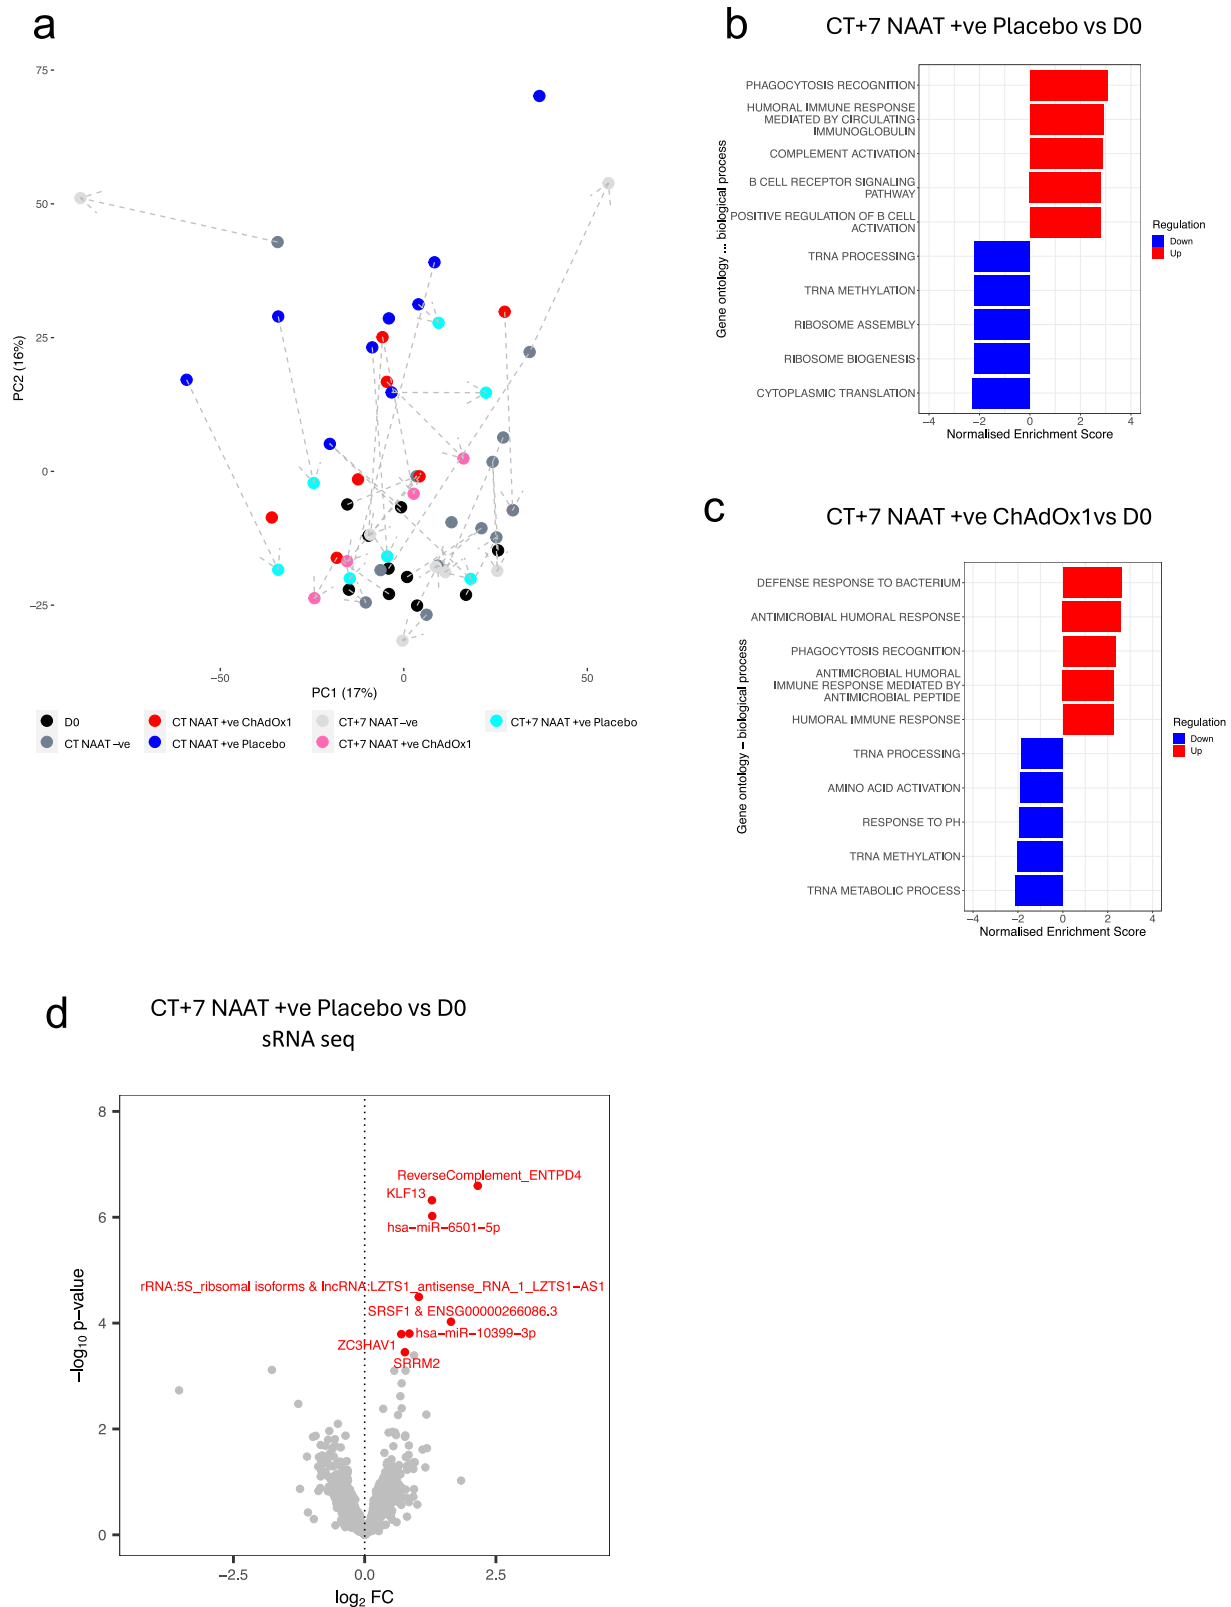 a
75
50
25
0
−25
PC2 (16%)
−50
0
50
PC1 (17%)
D0
CT NAAT +ve ChAdOx1
CT+7 NAAT −ve
CT+7 NAAT +ve Placebo
CT NAAT −ve
CT NAAT +ve Placebo
CT+7 NAAT +ve ChAdOx1
b
CT+7 NAAT +ve Placebo vs D0
Gene ontology ... biological process
PHAGOCYTOSIS RECOGNITION
HUMORAL IMMUNE RESPONSE
MEDIATED BY CIRCULATING
IMMUNOGLOBULIN
COMPLEMENT ACTIVATION
B CELL RECEPTOR SIGNALING
PATHWAY
POSITIVE REGULATION OF B CELL
ACTIVATION
TRNA PROCESSING
TRNA METHYLATION
RIBOSOME ASSEMBLY
RIBOSOME BIOGENESIS
CYTOPLASMIC TRANSLATION
−4
−2
0
2
4
Normalised Enrichment Score
Regulation
Down
Up
c
CT+7 NAAT +ve ChAdOx1vs D0
Gene ontology − biological process
DEFENSE RESPONSE TO BACTERIUM
ANTIMICROBIAL HUMORAL RESPONSE
PHAGOCYTOSIS RECOGNITION
ANTIMICROBIAL HUMORAL
IMMUNE RESPONSE MEDIATED BY
ANTIMICROBIAL PEPTIDE
HUMORAL IMMUNE RESPONSE
TRNA PROCESSING
AMINO ACID ACTIVATION
RESPONSE TO PH
TRNA METHYLATION
TRNA METABOLIC PROCESS
−4
−2
0
2
4
Normalised Enrichment Score
Regulation
Down
Up
d
CT+7 NAAT +ve Placebo vs D0
sRNA seq
8
6
4
2
0
−log10 p−value
ReverseComplement_ENTPD4
KLF13
hsa−miR−6501−5p
rRNA:5S_ribsomal isoforms & lncRNA:LZTS1_antisense_RNA_1_LZTS1−AS1
SRSF1 & ENSG00000266086.3
hsa−miR−10399−3p
ZC3HAV1
SRRM2
−2.5
0.0
2.5
log2 FC